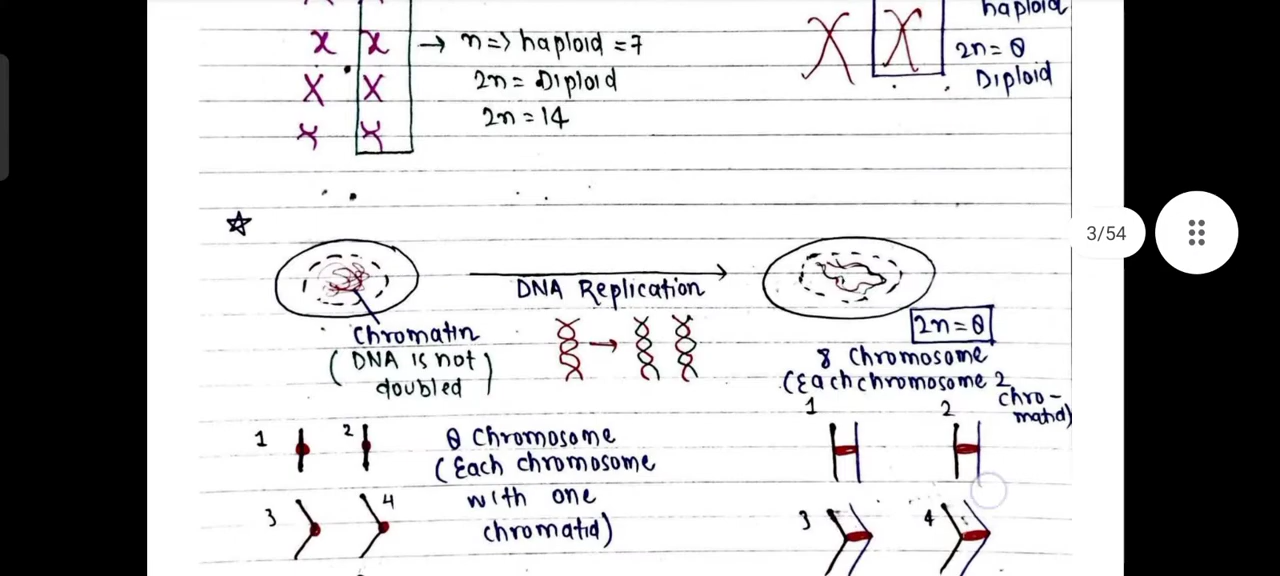 haploid
n => haploid = 7
2n = Diploid
2n = 14
2n = 8
Diploid
3/54
DNA Replication
Chromatin
(DNA is not doubled)
2n = 8
8 Chromosome
(Each chromosome 2 chro-
matid)
1 2
8 Chromosome
(Each chromosome
with one
chromatid)
3 4
1 2
3 4